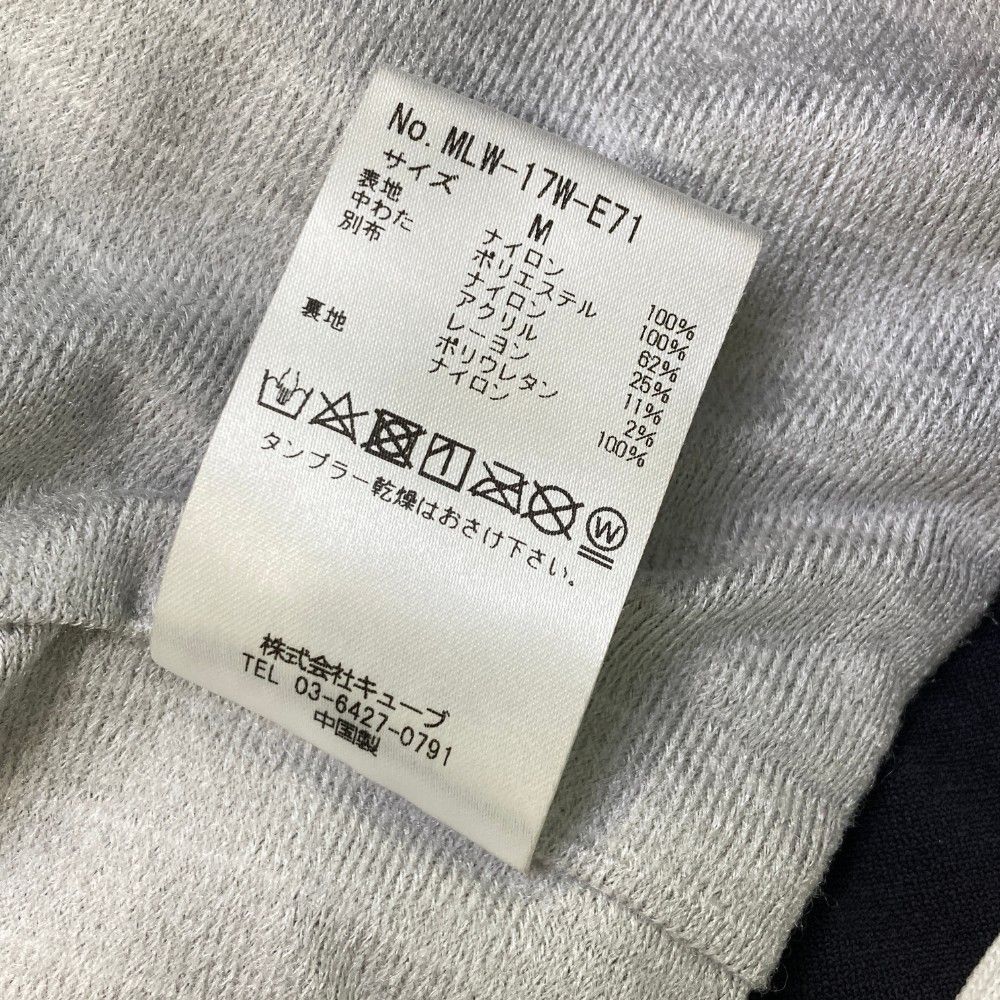 No. MLW-17W-E71
サイズ M
表地 ナイロン 100%
中わた ポリエステル 100%
別布 ナイロン 62%
アクリル 25%
レーヨン 11%
ポリウレタン 2%
裏地 ナイロン 100%
W
タンブラー乾燥はおさけ下さい。
株式会社キューブ
TEL 03-6427-0791
中国製